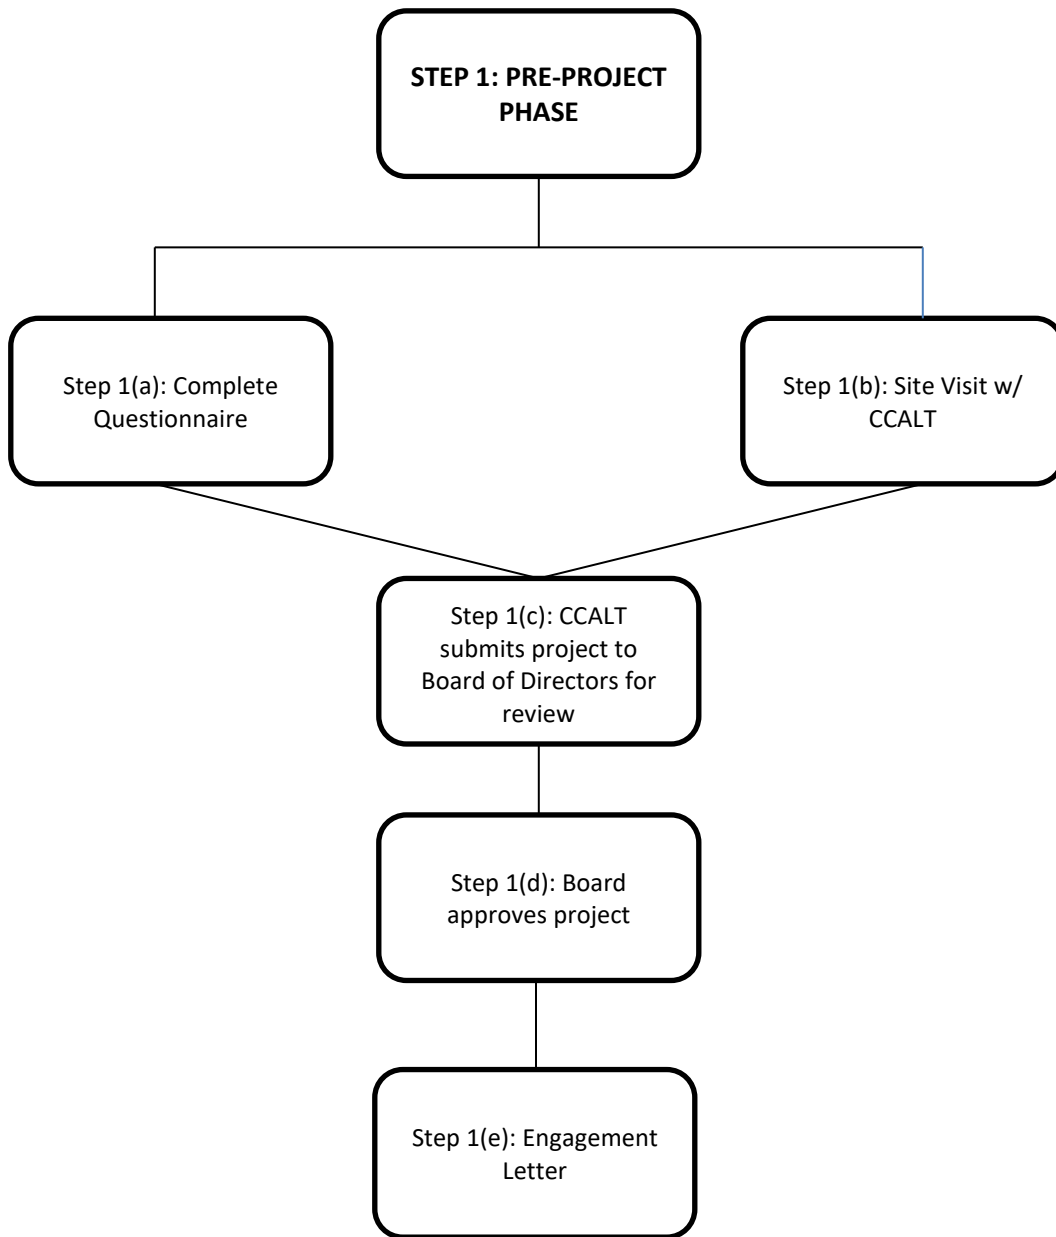 STEP 1: PRE-PROJECT
PHASE
Step 1(a): Complete
Questionnaire
Step 1(b): Site Visit w/
CCALT
Step 1(c): CCALT
submits project to
Board of Directors for
review
Step 1(d): Board
approves project
Step 1(e): Engagement
Letter